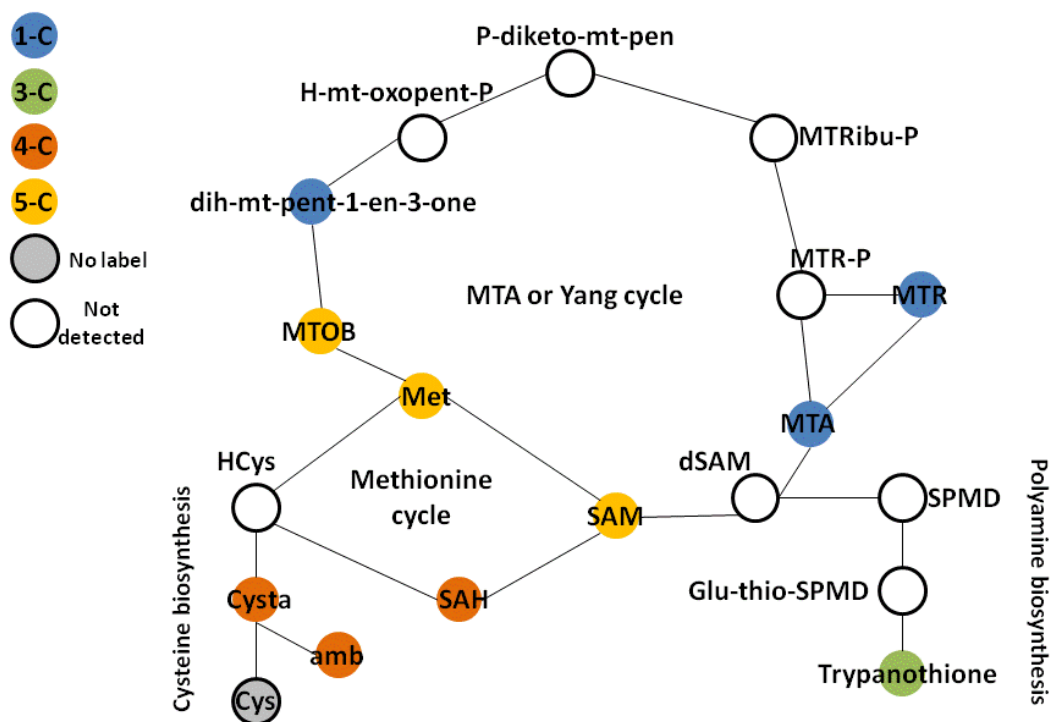 1-C
3-C
4-C
5-C
No label
Not
detected
P-diketo-mt-pen
H-mt-oxopent-P
MTRibu-P
dih-mt-pent-1-en-3-one
MTR-P
MTA or Yang cycle
MTR
MTOB
Met
MTA
HCys
dSAM
Methionine
cycle
SPMD
SAM
Glu-thio-SPMD
Cysta
SAH
amb
Trypanothione
Cys
Cysteine biosynthesis
Polyamine biosynthesis